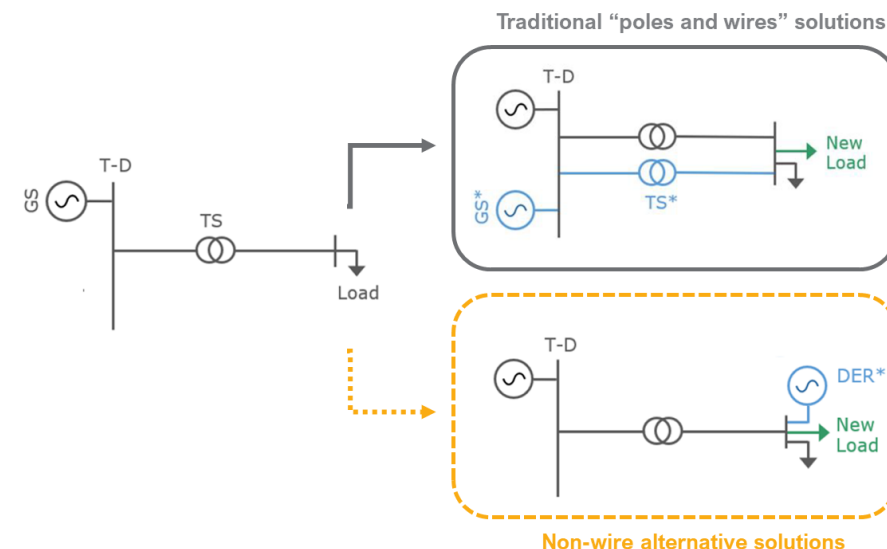 Traditional “poles and wires” solutions
T-D
GS
TS
Load
T-D
GS*
TS*
New
Load
T-D
DER*
New
Load
Non-wire alternative solutions